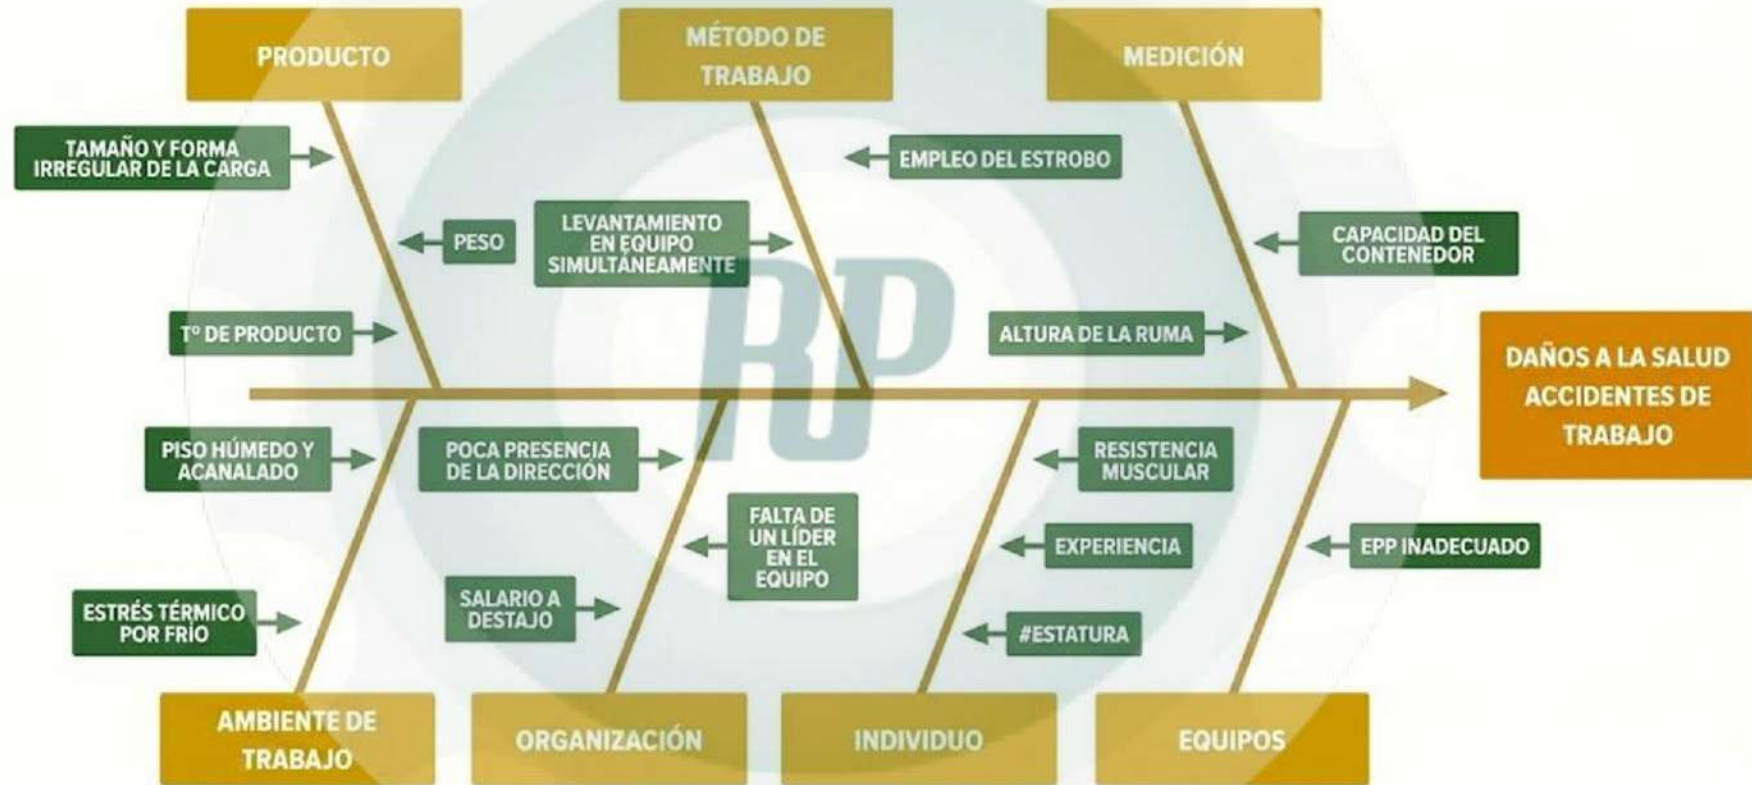 PRODUCTO
MÉTODO DE
TRABAJO
MEDICIÓN
TAMAÑO Y FORMA
IRREGULAR DE LA CARGA
EMPLEO DEL ESTROBO
PESO
LEVANTAMIENTO
EN EQUIPO
SIMULTÁNEAMENTE
CAPACIDAD DEL
CONTENEDOR
T° DE PRODUCTO
ALTURA DE LA RUMA
RP
DAÑOS A LA SALUD
ACCIDENTES DE
TRABAJO
PISO HÚMEDO Y
ACANALADO
POCA PRESENCIA
DE LA DIRECCIÓN
RESISTENCIA
MUSCULAR
FALTA DE
UN LÍDER
EN EL
EQUIPO
EXPERIENCIA
EPP INADECUADO
ESTRÉS TÉRMICO
POR FRÍO
SALARIO A
DESTAJO
#ESTATURA
AMBIENTE DE
TRABAJO
ORGANIZACIÓN
INDIVIDUO
EQUIPOS